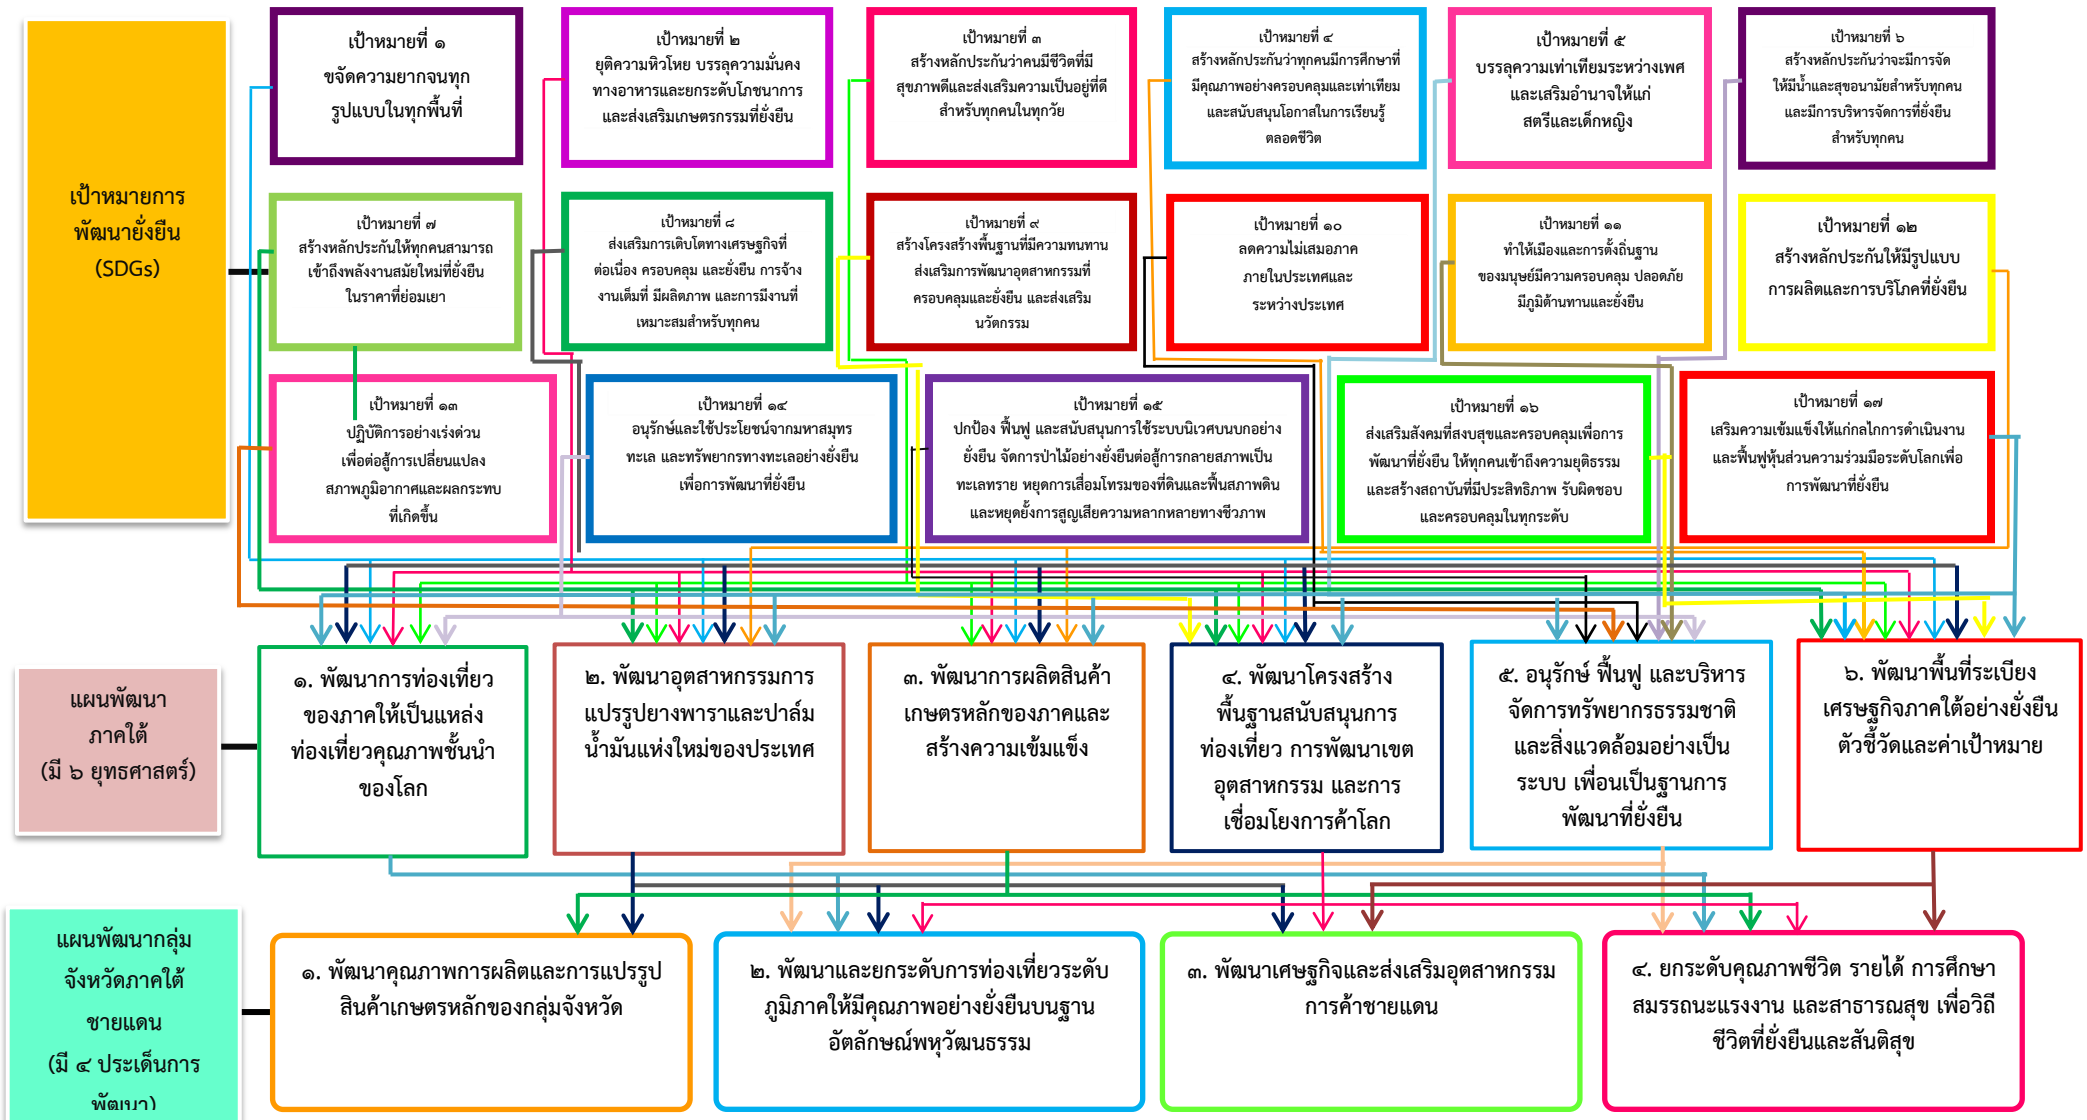 เป้าหมายการ
พัฒนายั่งยืน
(SDGs)
เป้าหมายที่ ๑
ขจัดความยากจนทุก
รูปแบบในทุกพื้นที่
เป้าหมายที่ ๒
ยุติความหิวโหย บรรลุความมั่นคง
ทางอาหารและยกระดับโภชนาการ
และส่งเสริมเกษตรกรรมที่ยั่งยืน
เป้าหมายที่ ๓
สร้างหลักประกันว่าคนมีชีวิตที่มี
สุขภาพดีและส่งเสริมความเป็นอยู่ที่ดี
สำหรับทุกคนในทุกวัย
เป้าหมายที่ ๔
สร้างหลักประกันว่าทุกคนมีการศึกษาที่
มีคุณภาพอย่างครอบคลุมและเท่าเทียม
และสนับสนุนโอกาสในการเรียนรู้
ตลอดชีวิต
เป้าหมายที่ ๕
บรรลุความเท่าเทียมระหว่างเพศ
และเสริมอำนาจให้แก่
สตรีและเด็กหญิง
เป้าหมายที่ ๖
สร้างหลักประกันว่าจะมีการจัด
ให้มีน้ำและสุขอนามัยสำหรับทุกคน
และมีการบริหารจัดการที่ยั่งยืน
สำหรับทุกคน
เป้าหมายที่ ๗
สร้างหลักประกันให้ทุกคนสามารถ
เข้าถึงพลังงานสมัยใหม่ที่ยั่งยืน
ในราคาที่ย่อมเยา
เป้าหมายที่ ๘
ส่งเสริมการเติบโตทางเศรษฐกิจที่
ต่อเนื่อง ครอบคลุม และยั่งยืน การจ้าง
งานเต็มที่ มีผลิตภาพ และการมีงานที่
เหมาะสมสำหรับทุกคน
เป้าหมายที่ ๙
สร้างโครงสร้างพื้นฐานที่มีความทนทาน
ส่งเสริมการพัฒนาอุตสาหกรรมที่
ครอบคลุมและยั่งยืน และส่งเสริม
นวัตกรรม
เป้าหมายที่ ๑๐
ลดความไม่เสมอภาค
ภายในประเทศและ
ระหว่างประเทศ
เป้าหมายที่ ๑๑
ทำให้เมืองและการตั้งถิ่นฐาน
ของมนุษย์มีความครอบคลุม ปลอดภัย
มีภูมิต้านทานและยั่งยืน
เป้าหมายที่ ๑๒
สร้างหลักประกันให้มีรูปแบบ
การผลิตและการบริโภคที่ยั่งยืน
เป้าหมายที่ ๑๓
ปฏิบัติการอย่างเร่งด่วน
เพื่อต่อสู้การเปลี่ยนแปลง
สภาพภูมิอากาศและผลกระทบ
ที่เกิดขึ้น
เป้าหมายที่ ๑๔
อนุรักษ์และใช้ประโยชน์จากมหาสมุทร
ทะเล และทรัพยากรทางทะเลอย่างยั่งยืน
เพื่อการพัฒนาที่ยั่งยืน
เป้าหมายที่ ๑๕
ปกป้อง ฟื้นฟู และสนับสนุนการใช้ระบบนิเวศบนบกอย่าง
ยั่งยืน จัดการป่าไม้อย่างยั่งยืนต่อสู้การกลายสภาพเป็น
ทะเลทราย หยุดการเสื่อมโทรมของที่ดินและฟื้นสภาพดิน
และหยุดยั้งการสูญเสียความหลากหลายทางชีวภาพ
เป้าหมายที่ ๑๖
ส่งเสริมสังคมที่สงบสุขและครอบคลุมเพื่อการ
พัฒนาที่ยั่งยืน ให้ทุกคนเข้าถึงความยุติธรรม
และสร้างสถาบันที่มีประสิทธิภาพ รับผิดชอบ
และครอบคลุมในทุกระดับ
เป้าหมายที่ ๑๗
เสริมความเข้มแข็งให้แก่กลไกการดำเนินงาน
และฟื้นฟูหุ้นส่วนความร่วมมือระดับโลกเพื่อ
การพัฒนาที่ยั่งยืน
แผนพัฒนา
ภาคใต้
(มี ๖ ยุทธศาสตร์)
๑. พัฒนาการท่องเที่ยว
ของภาคให้เป็นแหล่ง
ท่องเที่ยวคุณภาพชั้นนำ
ของโลก
๒. พัฒนาอุตสาหกรรมการ
แปรรูปยางพาราและปาล์ม
น้ำมันแห่งใหม่ของประเทศ
๓. พัฒนาการผลิตสินค้า
เกษตรหลักของภาคและ
สร้างความเข้มแข็ง
๔. พัฒนาโครงสร้าง
พื้นฐานสนับสนุนการ
ท่องเที่ยว การพัฒนาเขต
อุตสาหกรรม และการ
เชื่อมโยงการค้าโลก
๕. อนุรักษ์ ฟื้นฟู และบริหาร
จัดการทรัพยากรธรรมชาติ
และสิ่งแวดล้อมอย่างเป็น
ระบบ เพื่อนเป็นฐานการ
พัฒนาที่ยั่งยืน
๖. พัฒนาพื้นที่ระเบียง
เศรษฐกิจภาคใต้อย่างยั่งยืน
ตัวชี้วัดและค่าเป้าหมาย
แผนพัฒนากลุ่ม
จังหวัดภาคใต้
ชายแดน
(มี ๔ ประเด็นการ
พัฒนา)
๑. พัฒนาคุณภาพการผลิตและการแปรรูป
สินค้าเกษตรหลักของกลุ่มจังหวัด
๒. พัฒนาและยกระดับการท่องเที่ยวระดับ
ภูมิภาคให้มีคุณภาพอย่างยั่งยืนบนฐาน
อัตลักษณ์พหุวัฒนธรรม
๓. พัฒนาเศษฐกิจและส่งเสริมอุตสาหกรรม
การค้าชายแดน
๔. ยกระดับคุณภาพชีวิต รายได้ การศึกษา
สมรรถนะแรงงาน และสาธารณสุข เพื่อวิถี
ชีวิตที่ยั่งยืนและสันติสุข